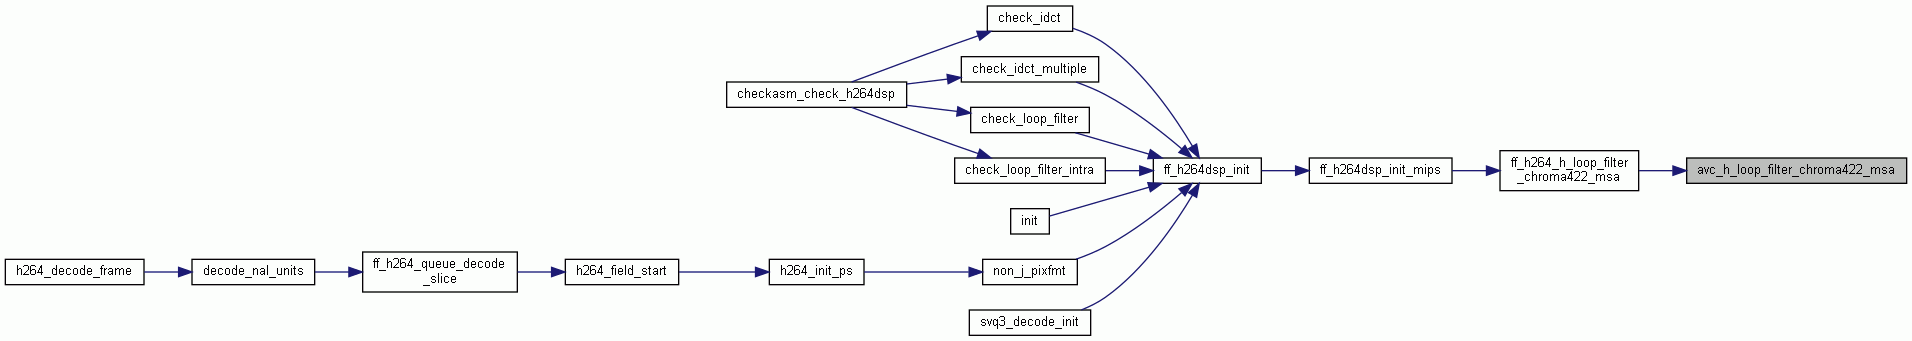 check_idct
check_idct_multiple
checkasm_check_h264dsp
check_loop_filter
check_loop_filter_intra
ff_h264dsp_init
ff_h264dsp_init_mips
ff_h264_h_loop_filter
_chroma422_msa
avc_h_loop_filter_chroma422_msa
init
h264_decode_frame
decode_nal_units
ff_h264_queue_decode
_slice
h264_field_start
h264_init_ps
non_j_pixfmt
svq3_decode_init